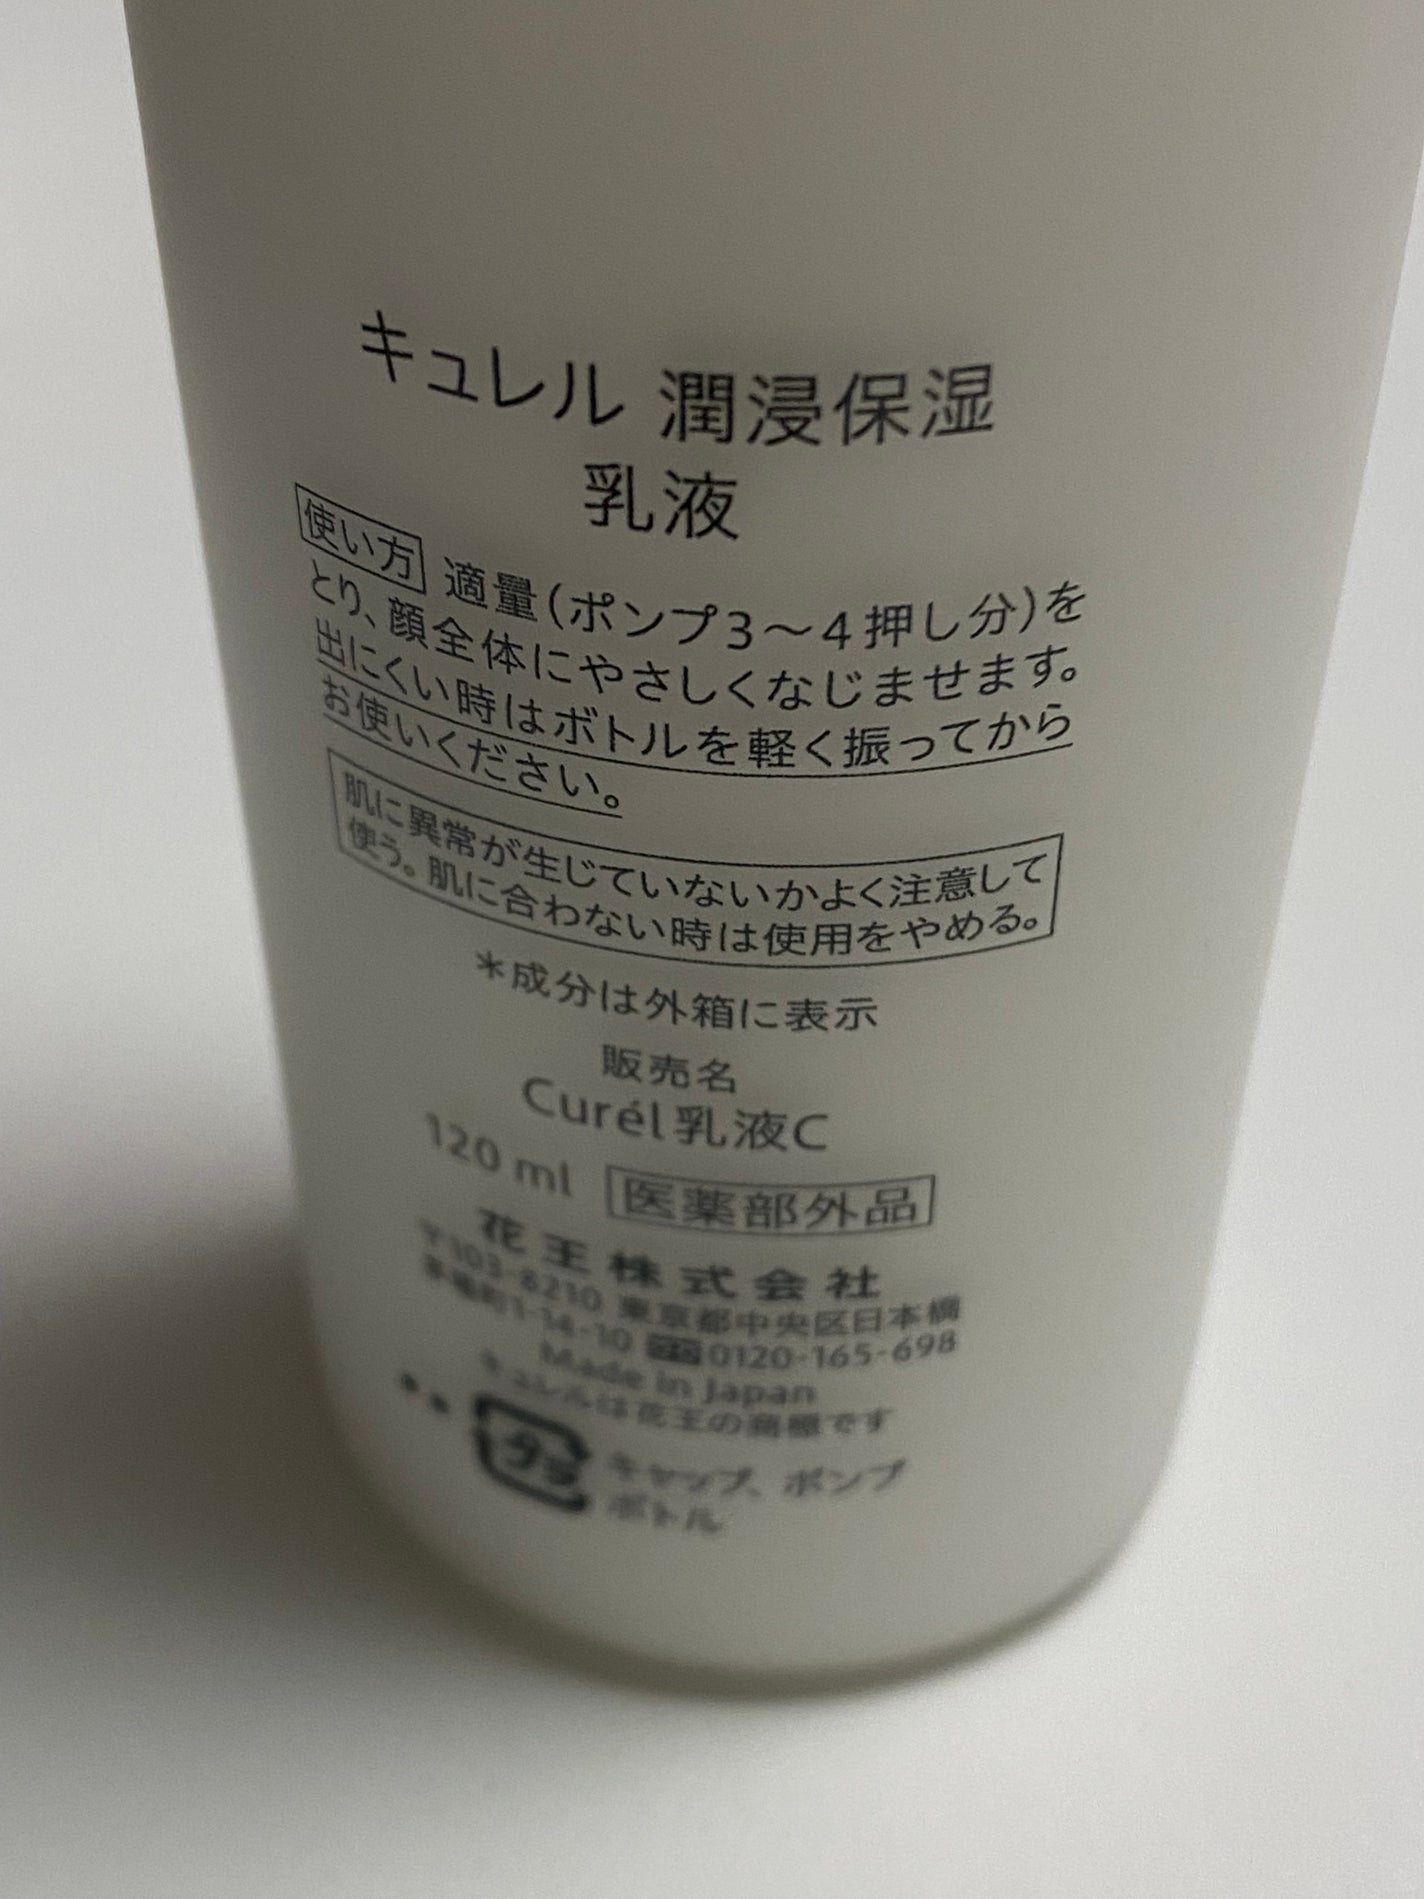 キュレル 潤浸保湿
乳液
使い方 適量(ポンプ3〜4押し分)を
とり、顔全体にやさしくなじませます。
出にくい時はボトルを軽く振ってから
お使いください。
肌に異常が生じていないかよく注意して
使う。肌に合わない時は使用をやめる。
*成分は外箱に表示
販売名
Curél乳液C
120 ml 医薬部外品
花王株式会社
〒103-8210 東京都中央区日本橋
茅場町1-14-10 0120-165-698
Made in Japan
キュレルは花王の商標です
プラ キャップ、ポンプ
ボトル